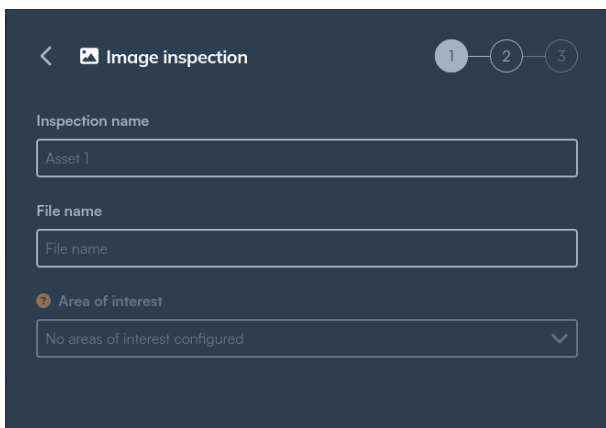 Image inspection
1
2
3
Inspection name
Asset 1
File name
File name
? Area of interest
No areas of interest configured